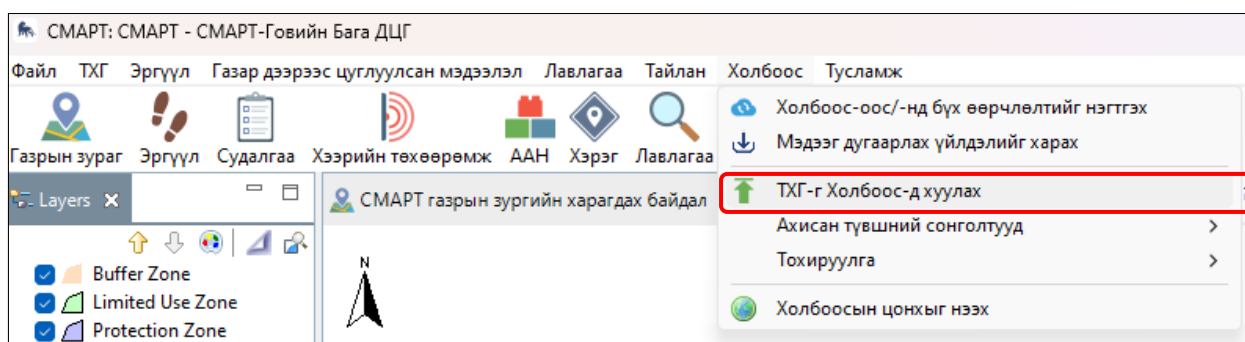 СМАРТ: СМАРТ - СМАРТ-Говийн Бага ДЦГ
Файл ТХГ Эргүүл Газар дээрээс цуглуулсан мэдээлэл Лавлагаа Тайлан Холбоос Тусламж
Газрын зураг Эргүүл Судалгаа Хээрийн төхөөрөмж ААН Хэрэг Лавлагаа
Холбоос-оос/-нд бүх өөрчлөлтийг нэгтгэх
Мэдээг дугаарлах үйлдэлийг харах
ТХГ-г Холбоос-д хуулах
Ахисан түвшний сонголтууд
Тохируулга
Холбоосын цонхыг нээх
Layers
СМАРТ газрын зургийн харагдах байдал
Buffer Zone
Limited Use Zone
Protection Zone
N